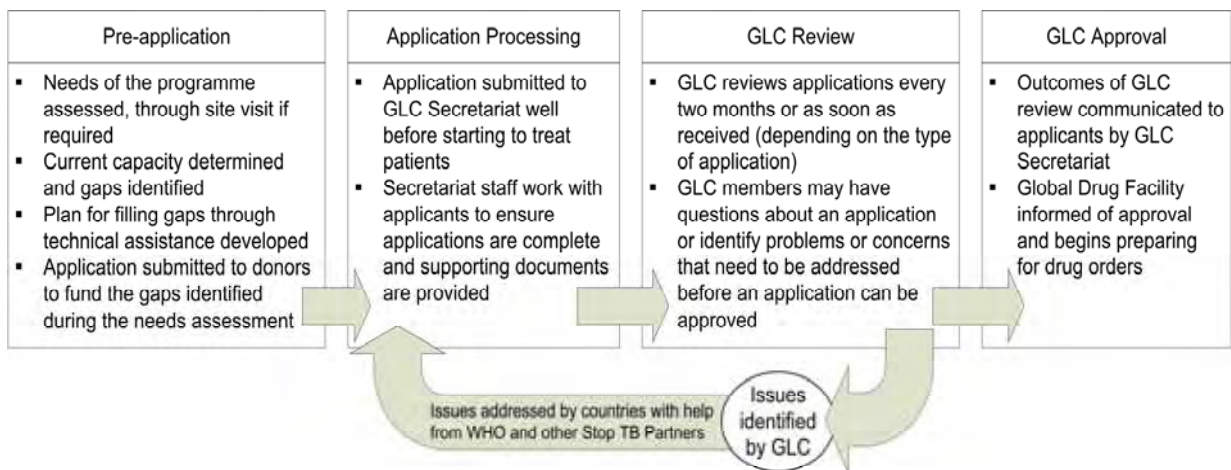 Pre-application
▪ Needs of the programme
assessed, through site visit if
required
▪ Current capacity determined
and gaps identified
▪ Plan for filling gaps through
technical assistance developed
▪ Application submitted to donors
to fund the gaps identified
during the needs assessment
Application Processing
▪ Application submitted to
GLC Secretariat well
before starting to treat
patients
▪ Secretariat staff work with
applicants to ensure
applications are complete
and supporting documents
are provided
GLC Review
▪ GLC reviews applications every
two months or as soon as
received (depending on the type
of application)
▪ GLC members may have
questions about an application
or identify problems or concerns
that need to be addressed
before an application can be
approved
GLC Approval
▪ Outcomes of GLC
review communicated to
applicants by GLC
Secretariat
▪ Global Drug Facility
informed of approval
and begins preparing
for drug orders
Issues addressed by countries with help
from WHO and other Stop TB Partners
Issues
identified
by GLC